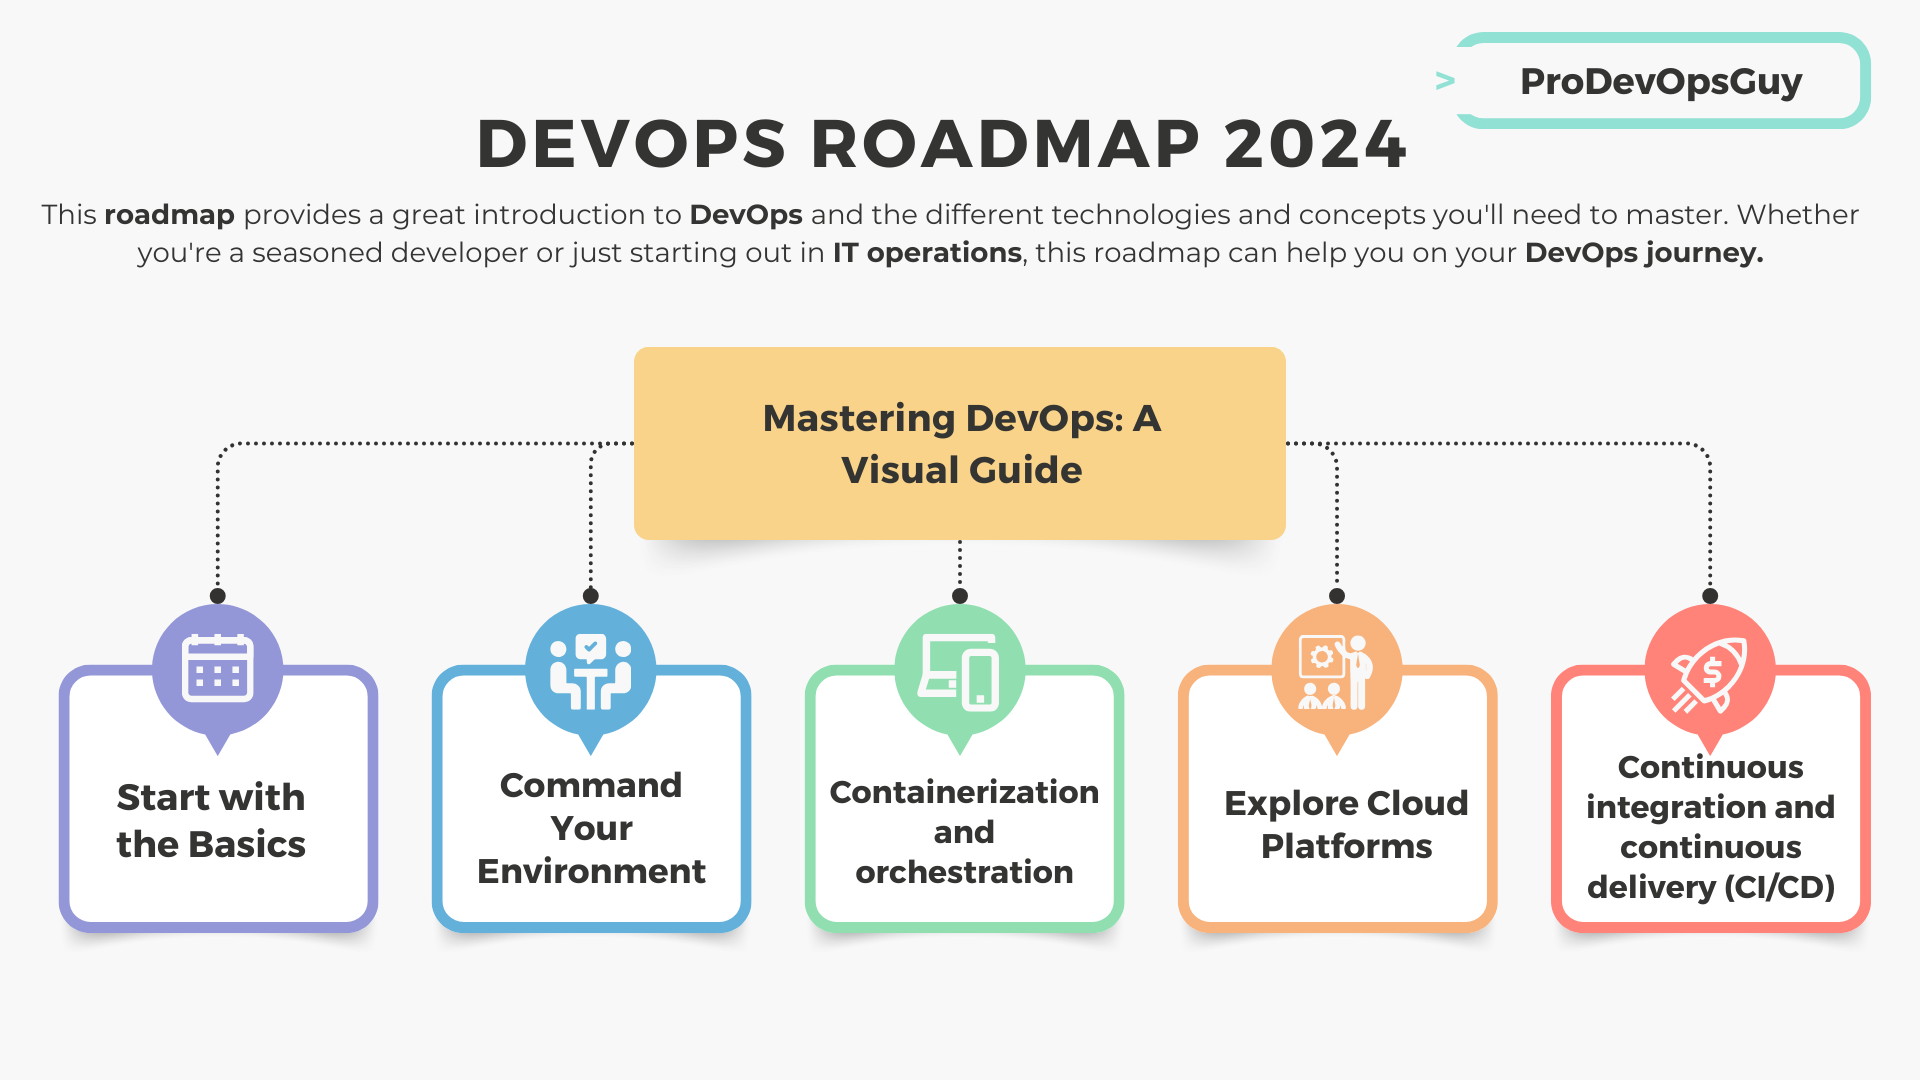 > ProDevOpsGuy
DEVOPS ROADMAP 2024
This roadmap provides a great introduction to DevOps and the different technologies and concepts you'll need to master. Whether
you're a seasoned developer or just starting out in IT operations, this roadmap can help you on your DevOps journey.
Mastering DevOps: A
Visual Guide
$
Start with
the Basics
Command
Your
Environment
Containerization
and
orchestration
Explore Cloud
Platforms
Continuous
integration and
continuous
delivery (CI/CD)